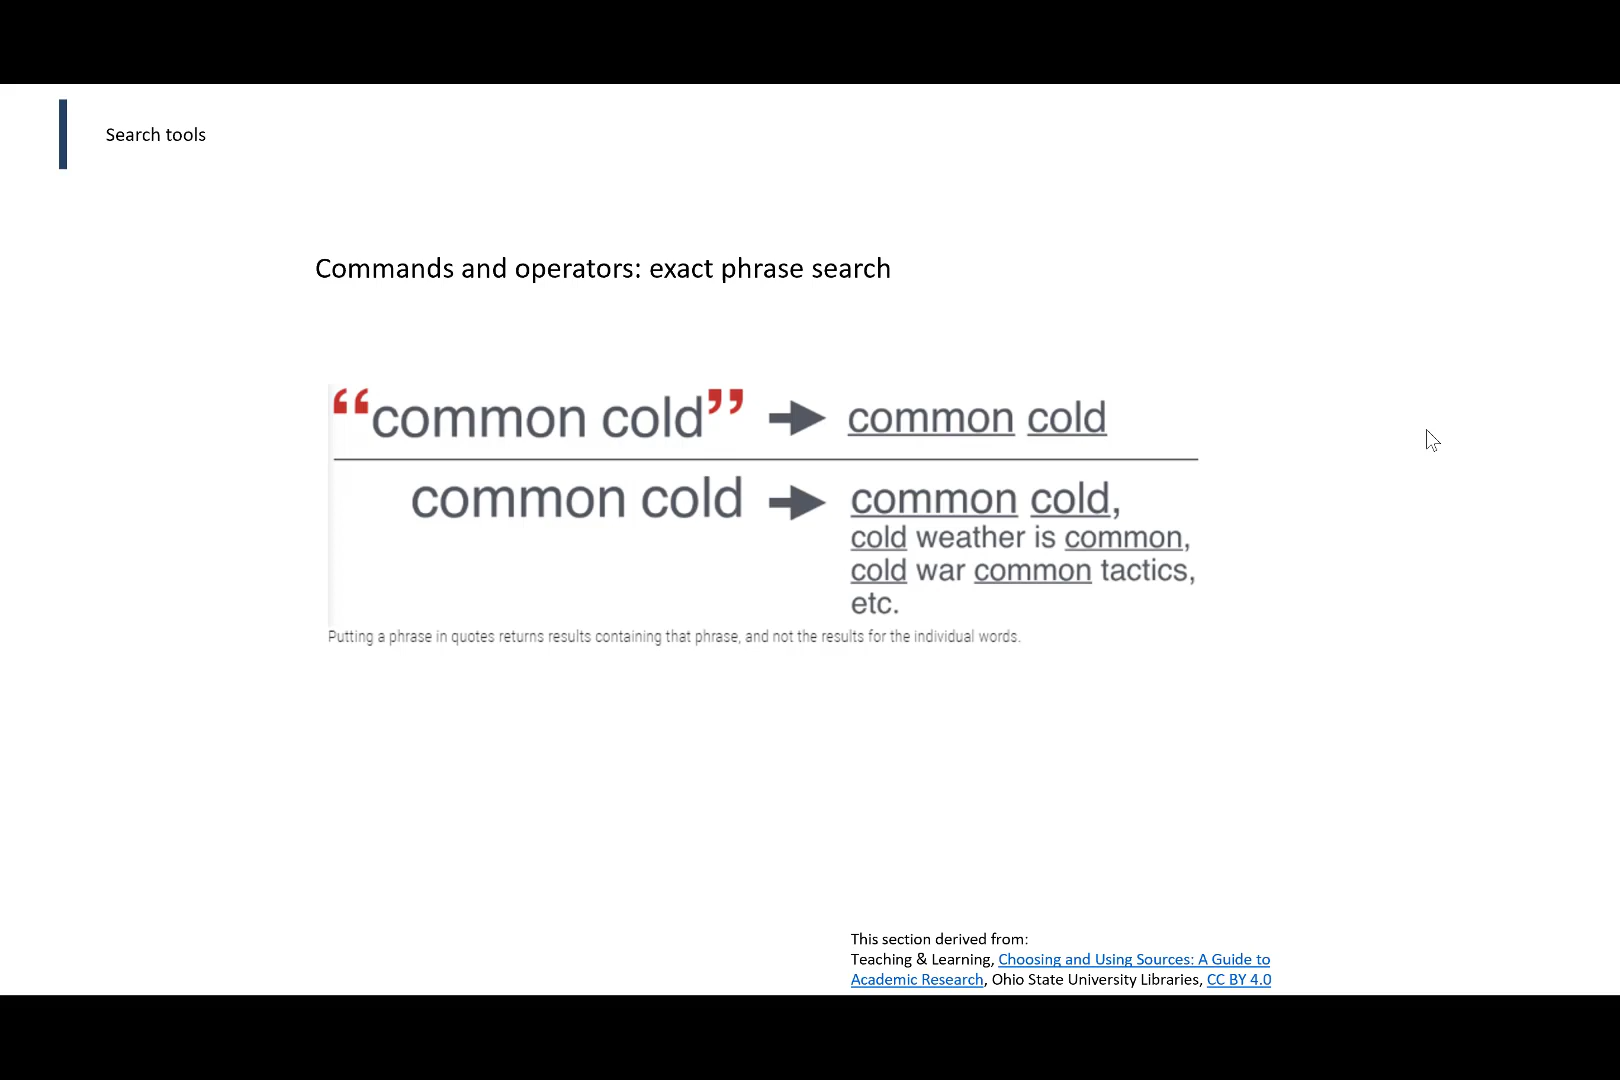 Search tools
Commands and operators: exact phrase search
“common cold” → common cold
common cold → common cold,
cold weather is common,
cold war common tactics,
etc.
Putting a phrase in quotes returns results containing that phrase, and not the results for the individual words.
This section derived from:
Teaching & Learning, Choosing and Using Sources: A Guide to
Academic Research, Ohio State University Libraries, CC BY 4.0